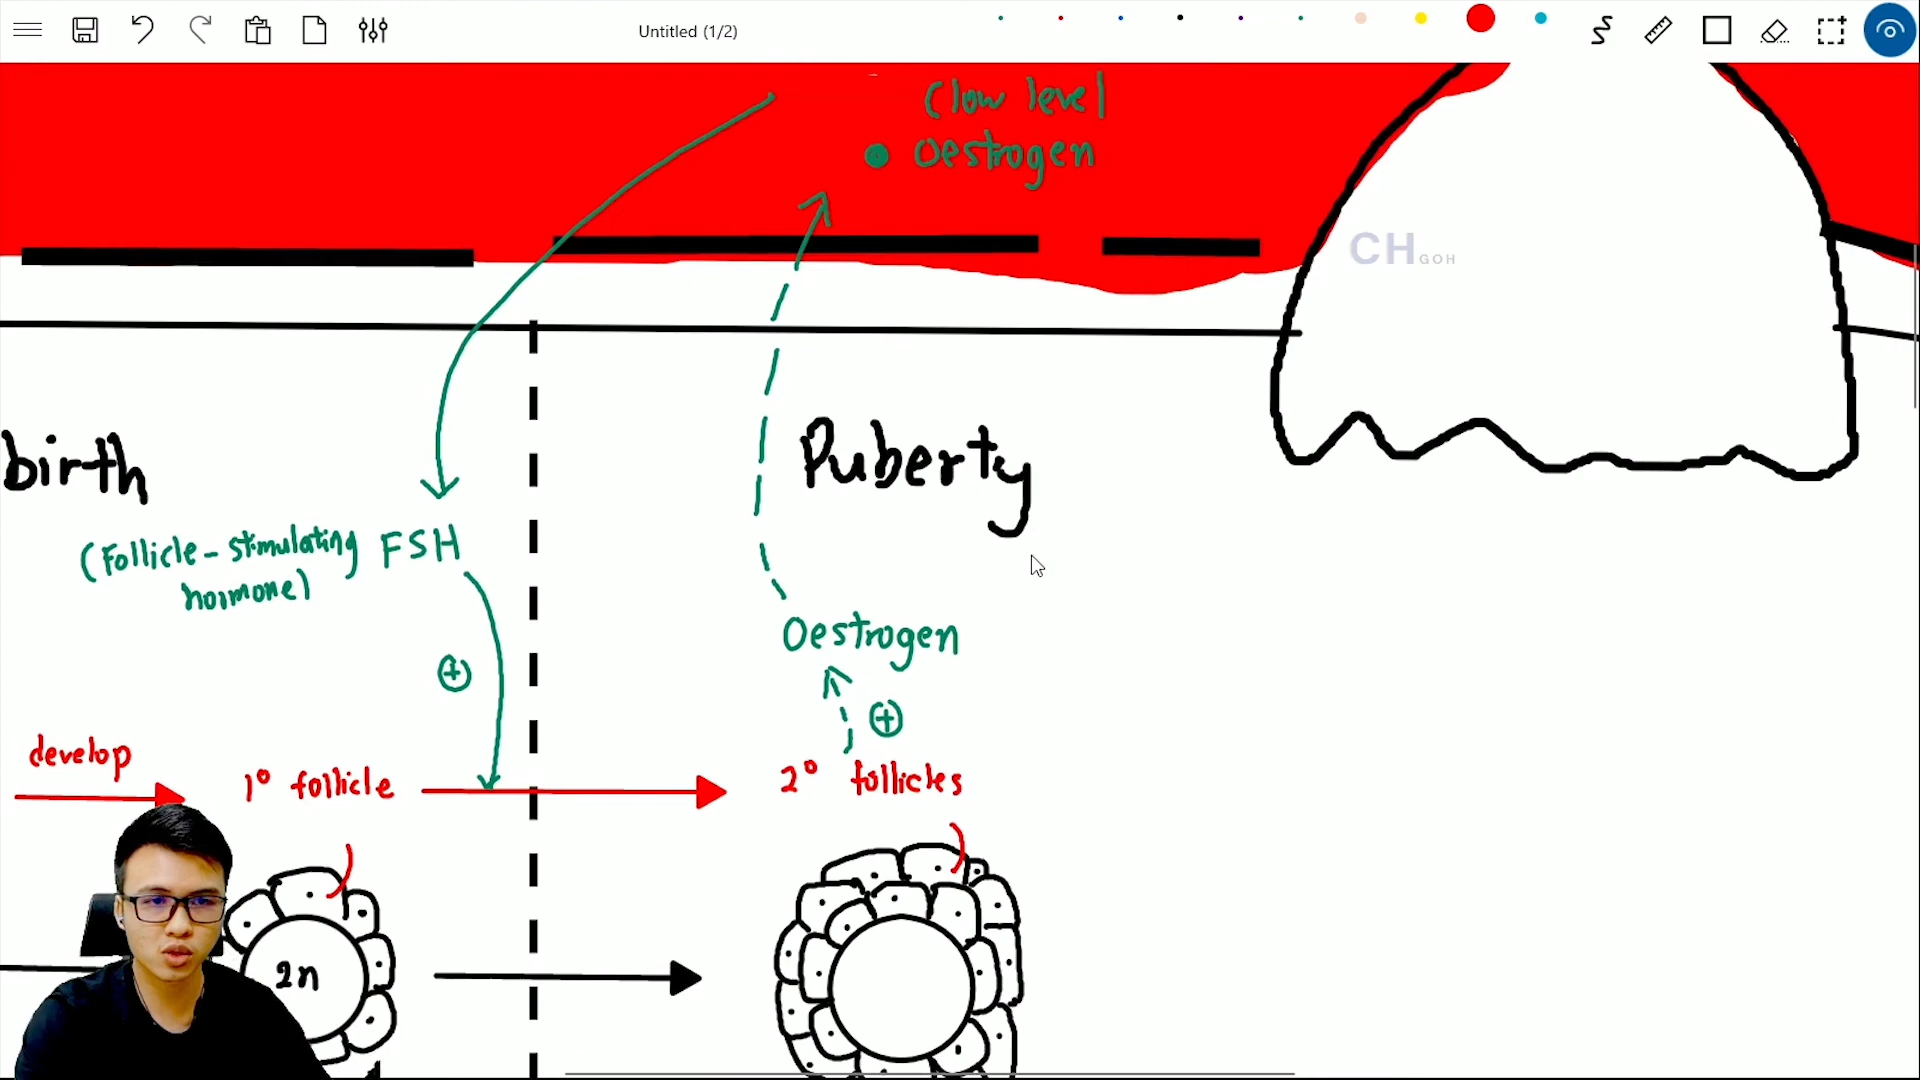 Untitled (1/2)
(low level)
Oestrogen
CH GOH
birth
Puberty
(Follicle-stimulating FSH
hormone)
Oestrogen
+
+
develop
1° follicle
2° follicles
2n